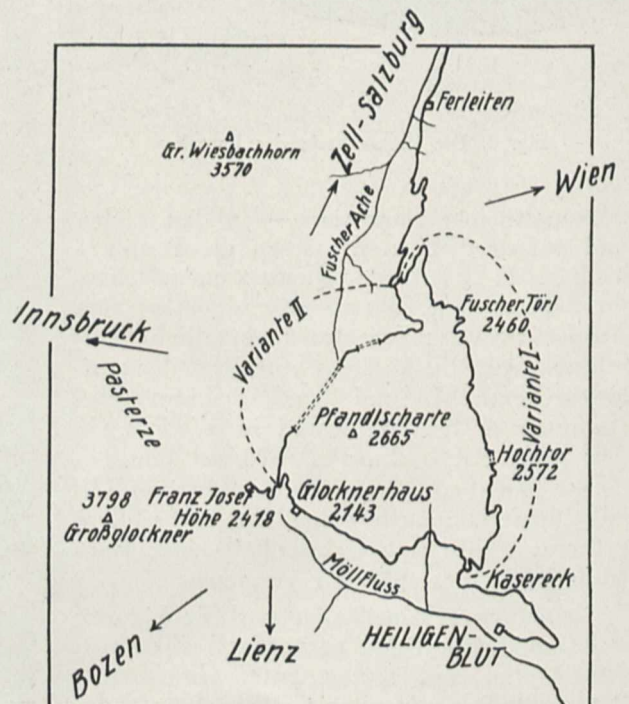 Zell-Salzburg
Ferleiten
Gr. Wiesbachhorn
3570
Wien
Fuscher Ache
Innsbruck
Variante II
Fuscher Törl
2460
Variante I
Pasterze
Pfandlscharte
2665
Hochtor
2572
3798
Großglockner
Franz Josef
Höhe 2418
Glocknerhaus
2143
Möllfluss
Kasereck
Bozen
Lienz
HEILIGEN-
BLUT